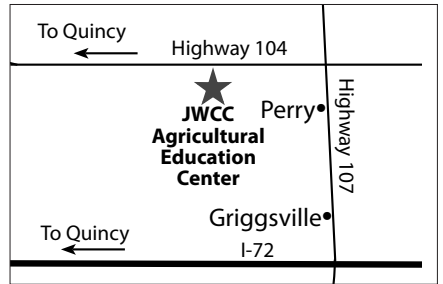 To Quincy
Highway 104
JWCC
Agricultural
Education
Center
Perry
Highway 107
Griggsville
To Quincy
I-72